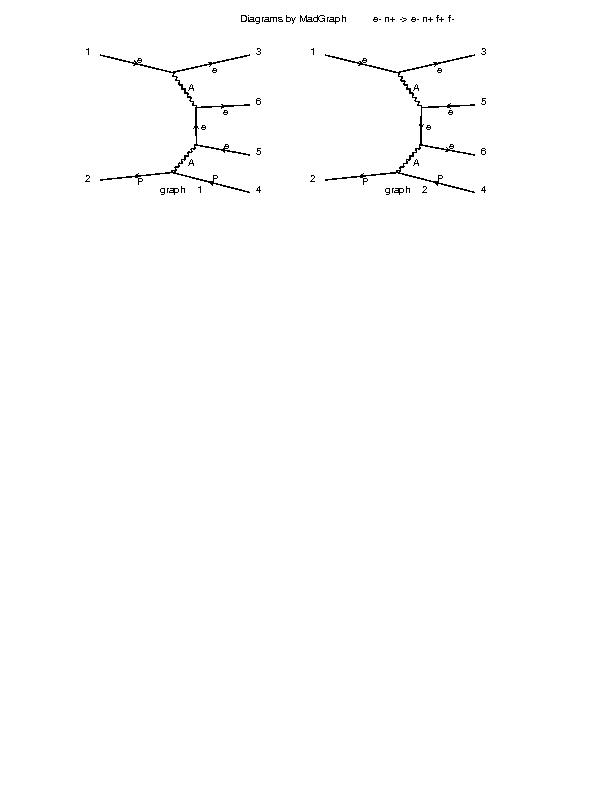 Diagrams by MadGraph e- n+ -> e- n+ f+ f-
1 e 3 1 e 3
e e
A A
6 5
e e
e e
e 5 e 6
A A
2 P P 4 2 P P 4
graph 1 graph 2